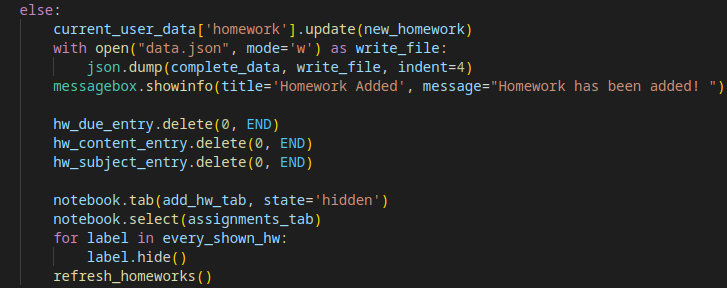 else:
current_user_data['homework'].update(new_homework)
with open("data.json", mode='w') as write_file:
json.dump(complete_data, write_file, indent=4)
messagebox.showinfo(title='Homework Added', message="Homework has been added! ")
hw_due_entry.delete(0, END)
hw_content_entry.delete(0, END)
hw_subject_entry.delete(0, END)
notebook.tab(add_hw_tab, state='hidden')
notebook.select(assignments_tab)
for label in every_shown_hw:
label.hide()
refresh_homeworks()